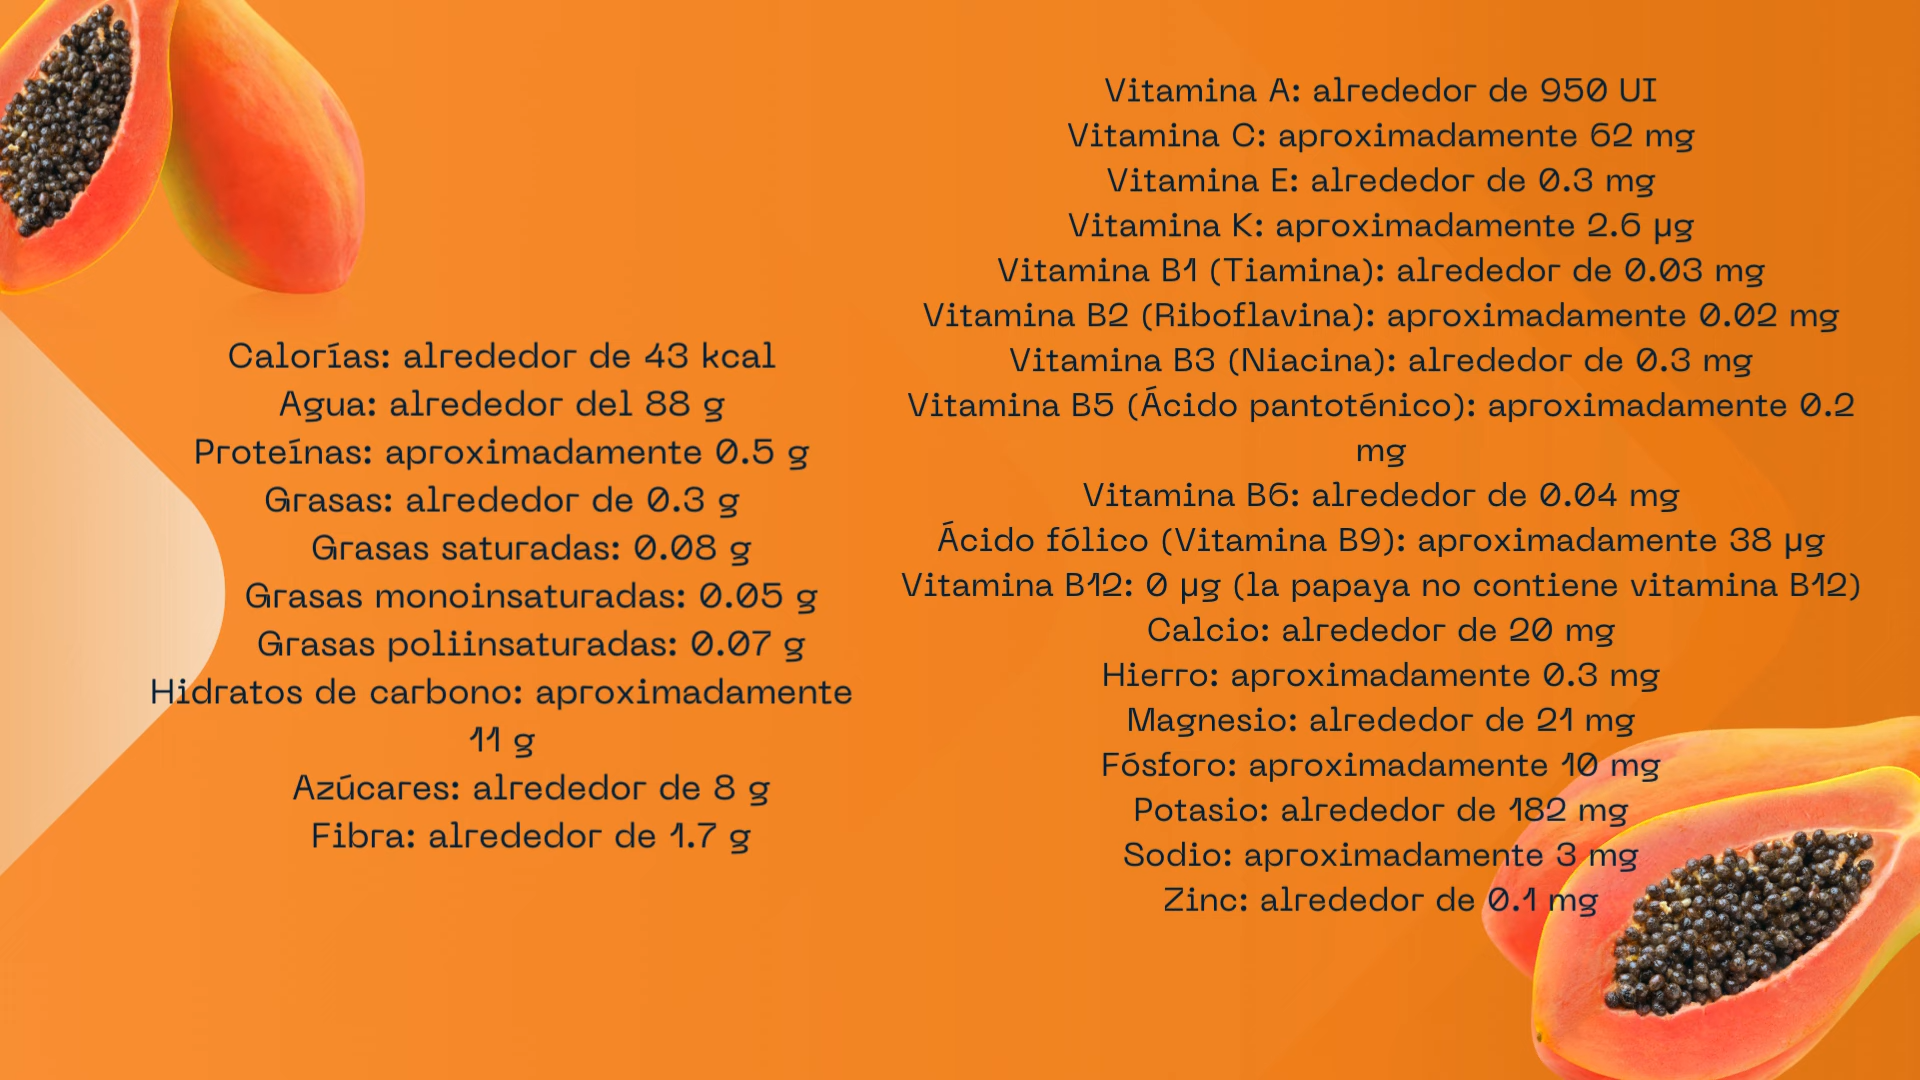 Calorías: alrededor de 43 kcal
Agua: alrededor del 88 g
Proteínas: aproximadamente 0.5 g
Grasas: alrededor de 0.3 g
Grasas saturadas: 0.08 g
Grasas monoinsaturadas: 0.05 g
Grasas poliinsaturadas: 0.07 g
Hidratos de carbono: aproximadamente
11 g
Azúcares: alrededor de 8 g
Fibra: alrededor de 1.7 g
Vitamina A: alrededor de 950 UI
Vitamina C: aproximadamente 62 mg
Vitamina E: alrededor de 0.3 mg
Vitamina K: aproximadamente 2.6 µg
Vitamina B1 (Tiamina): alrededor de 0.03 mg
Vitamina B2 (Riboflavina): aproximadamente 0.02 mg
Vitamina B3 (Niacina): alrededor de 0.3 mg
Vitamina B5 (Ácido pantoténico): aproximadamente 0.2
mg
Vitamina B6: alrededor de 0.04 mg
Ácido fólico (Vitamina B9): aproximadamente 38 µg
Vitamina B12: 0 µg (la papaya no contiene vitamina B12)
Calcio: alrededor de 20 mg
Hierro: aproximadamente 0.3 mg
Magnesio: alrededor de 21 mg
Fósforo: aproximadamente 10 mg
Potasio: alrededor de 182 mg
Sodio: aproximadamente 3 mg
Zinc: alrededor de 0.1 mg